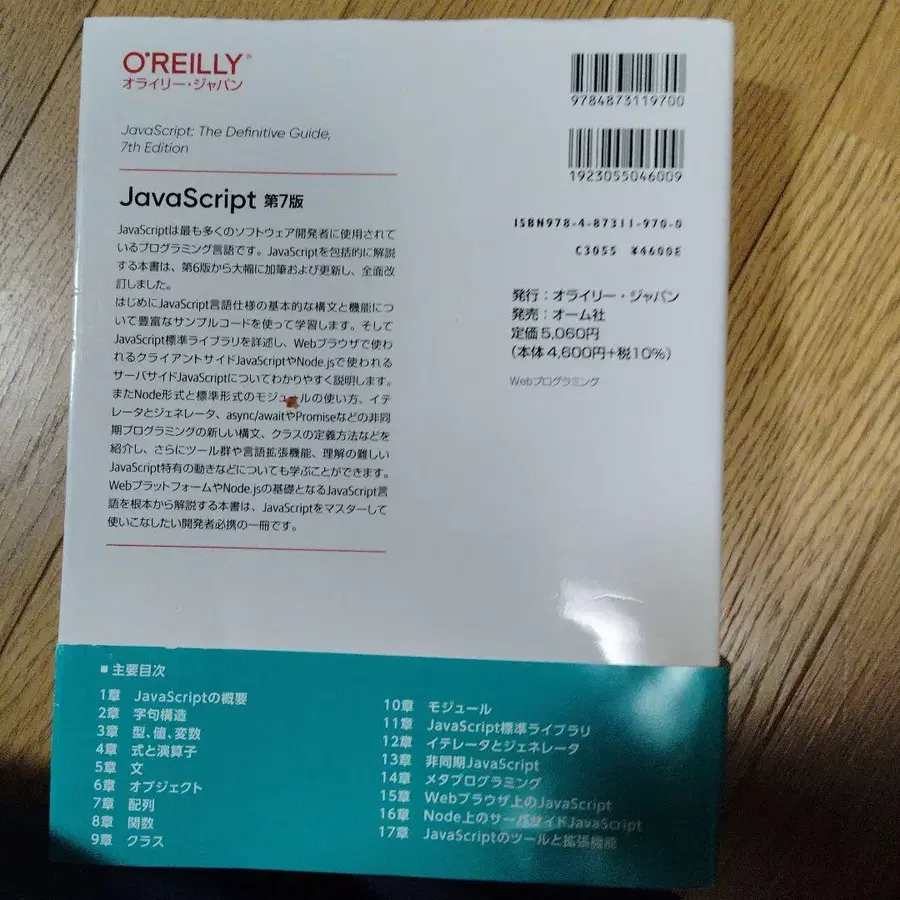 O'REILLY®
オライリー・ジャパン
JavaScript: The Definitive Guide,
7th Edition
JavaScript 第7版
JavaScriptは最も多くのソフトウェア開発者に使用されて
いるプログラミング言語です。JavaScriptを包括的に解説
する本書は、第6版から大幅に加筆および更新し、全面改
訂しました。
はじめにJavaScript言語仕様の基本的な構文と機能につ
いて豊富なサンプルコードを使って学習します。そして
JavaScript標準ライブラリを詳述し、Webブラウザで使わ
れるクライアントサイドJavaScriptやNode.jsで使われる
サーバサイドJavaScriptについてわかりやすく説明します。
またNode形式と標準形式のモジュールの使い方、イテ
レータとジェネレータ、async/awaitやPromiseなどの非同
期プログラミングの新しい構文、クラスの定義方法などを
紹介し、さらにツール群や言語拡張機能、理解の難しい
JavaScript特有の動きなどについても学ぶことができます。
WebプラットフォームやNode.jsの基礎となるJavaScript言
語を根本から解説する本書は、JavaScriptをマスターして
使いこなしたい開発者必携の一冊です。
9784873119700
1923055046009
ISBN978-4-87311-970-0
C3055 ¥4600E
発行：オライリー・ジャパン
発売：オーム社
定価5,060円
（本体4,600円+税10%）
Webプログラミング
■ 主要目次
1章 JavaScriptの概要
2章 字句構造
3章 型、値、変数
4章 式と演算子
5章 文
6章 オブジェクト
7章 配列
8章 関数
9章 クラス
10章 モジュール
11章 JavaScript標準ライブラリ
12章 イテレータとジェネレータ
13章 非同期JavaScript
14章 メタプログラミング
15章 Webブラウザ上のJavaScript
16章 Node上のサーバサイドJavaScript
17章 JavaScriptのツールと拡張機能